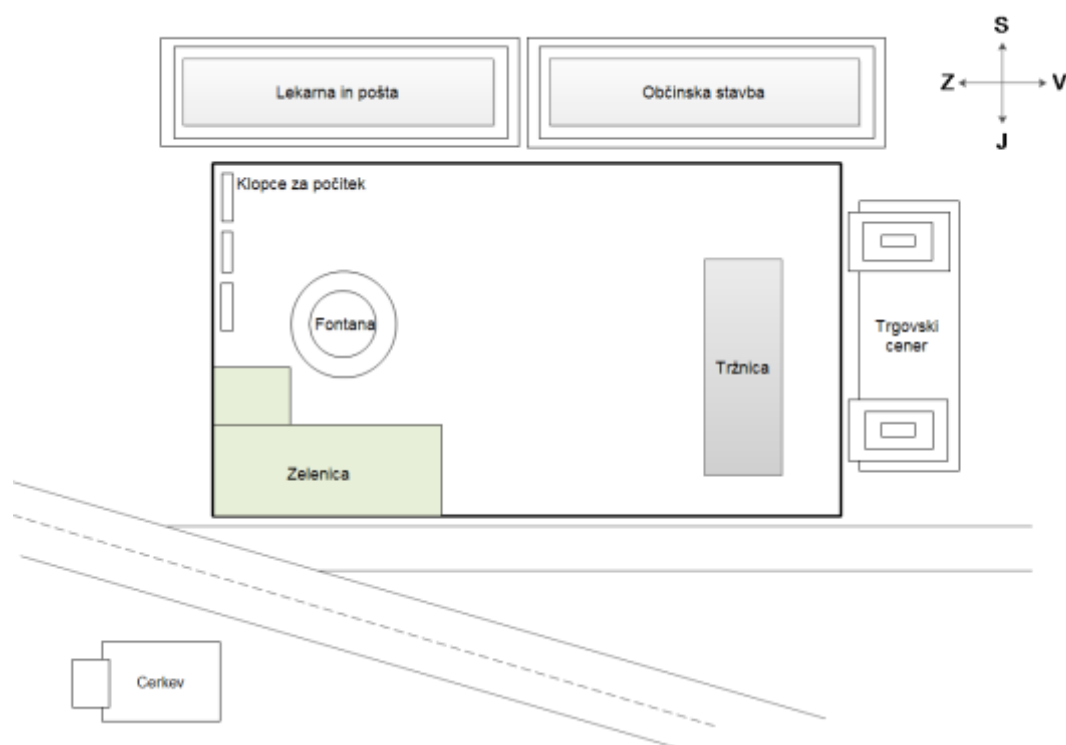 S
Lekarna in pošta
Občinska stavba
Z
V
J
Klopce za počitek
Fontana
Trgovski
cener
Tržnica
Zelenica
Cerkev